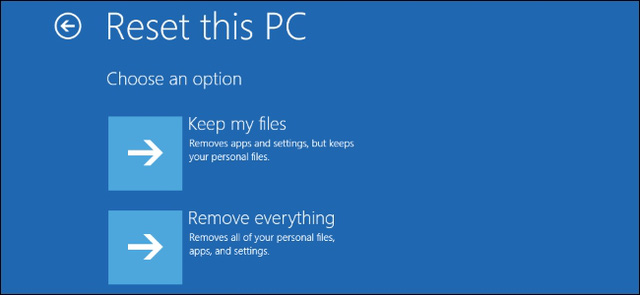 Reset this PC
Choose an option
Keep my files
Removes apps and settings, but keeps
your personal files.
Remove everything
Removes all of your personal files,
apps, and settings.